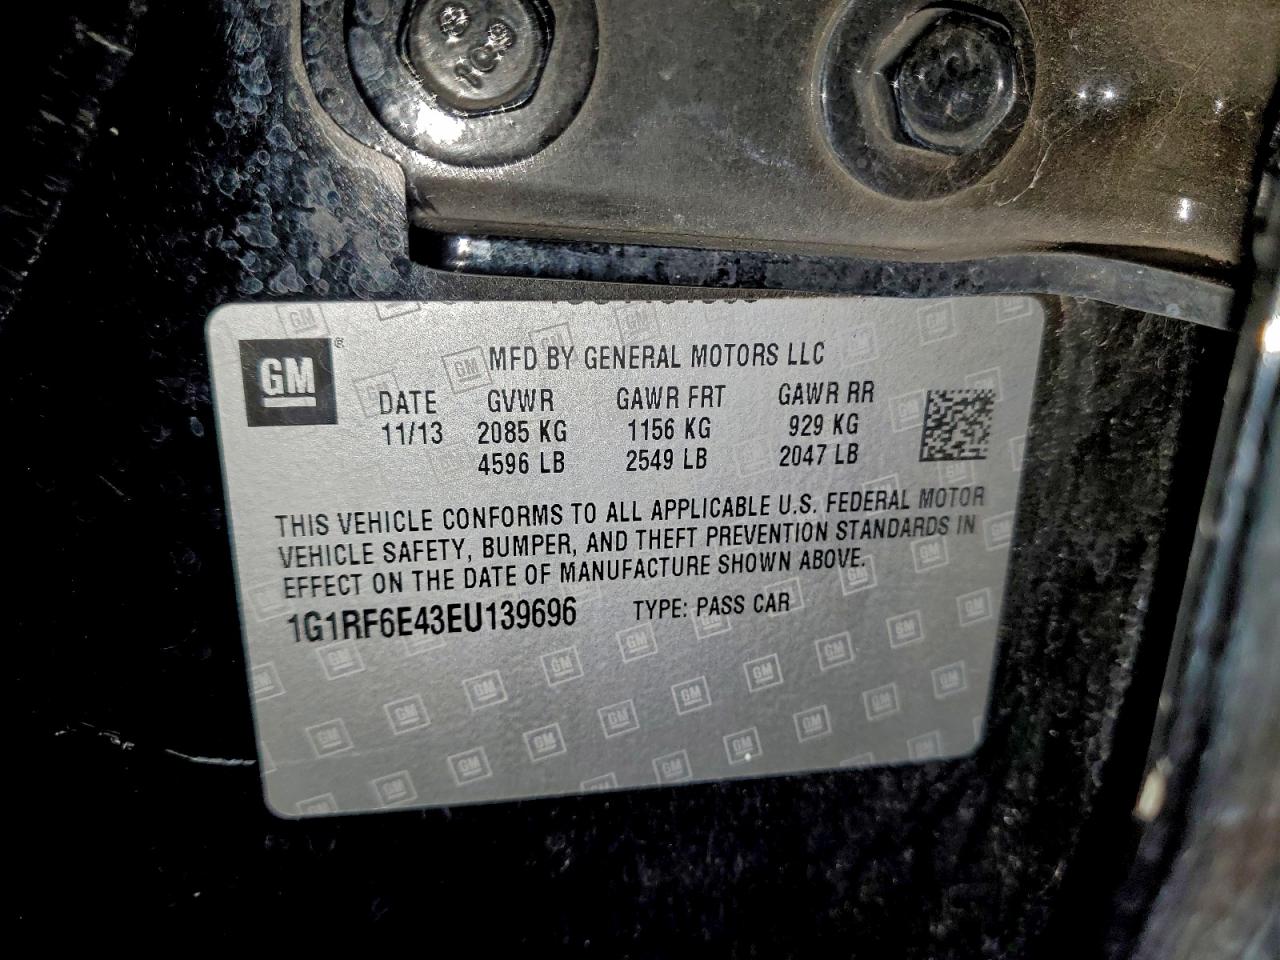 GM
MFD BY GENERAL MOTORS LLC
DATE GVWR GAWR FRT GAWR RR
11/13 2085 KG 1156 KG 929 KG
4596 LB 2549 LB 2047 LB
THIS VEHICLE CONFORMS TO ALL APPLICABLE U.S. FEDERAL MOTOR
VEHICLE SAFETY, BUMPER, AND THEFT PREVENTION STANDARDS IN
EFFECT ON THE DATE OF MANUFACTURE SHOWN ABOVE.
1G1RF6E43EU139696 TYPE: PASS CAR